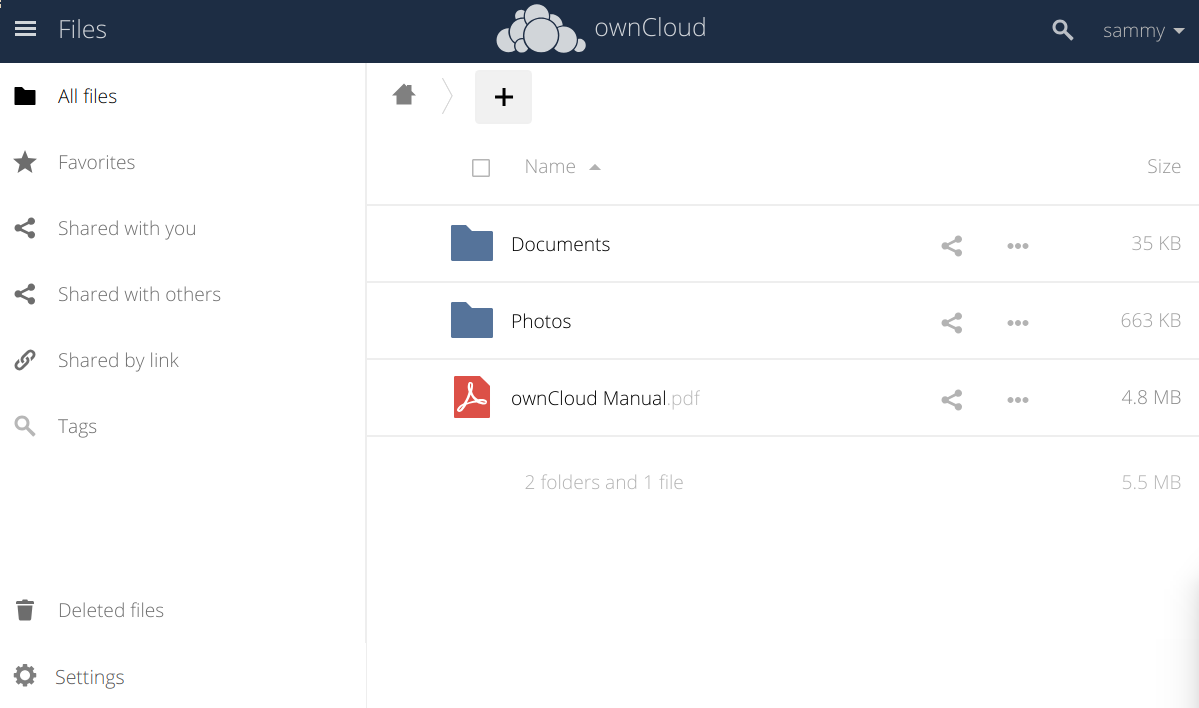 Files
ownCloud
sammy
All files
Favorites
Shared with you
Shared with others
Shared by link
Tags
Deleted files
Settings
Name
Size
Documents
35 KB
Photos
663 KB
ownCloud Manual.pdf
4.8 MB
2 folders and 1 file
5.5 MB